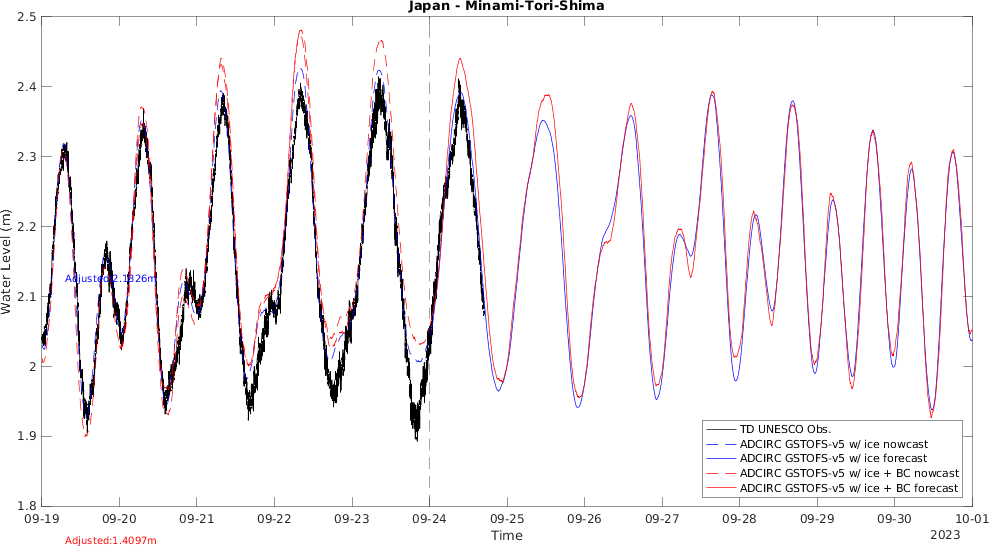 Japan - Minami-Tori-Shima
2.5
2.4
2.3
2.2
2.1
2
1.9
1.8
Water Level (m)
Adjusted:2.1326m
TD UNESCO Obs.
ADCIRC GSTOFS-v5 w/ ice nowcast
ADCIRC GSTOFS-v5 w/ ice forecast
ADCIRC GSTOFS-v5 w/ ice + BC nowcast
ADCIRC GSTOFS-v5 w/ ice + BC forecast
09-19 09-20 09-21 09-22 09-23 09-24 09-25 09-26 09-27 09-28 09-29 09-30 10-01
Time
2023
Adjusted:1.4097m